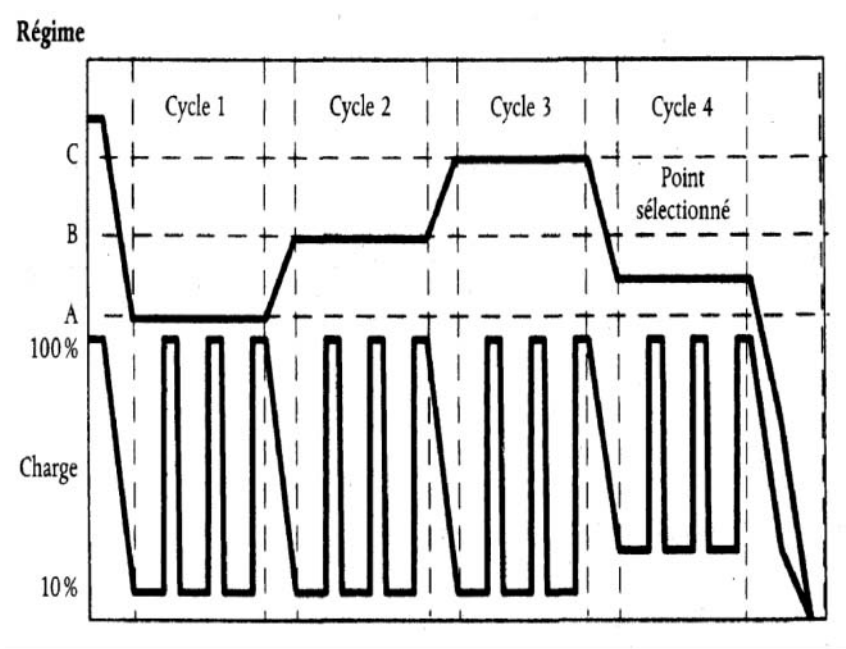 Régime
Cycle 1
Cycle 2
Cycle 3
Cycle 4
C
Point
sélectionné
B
A
100%
Charge
10%